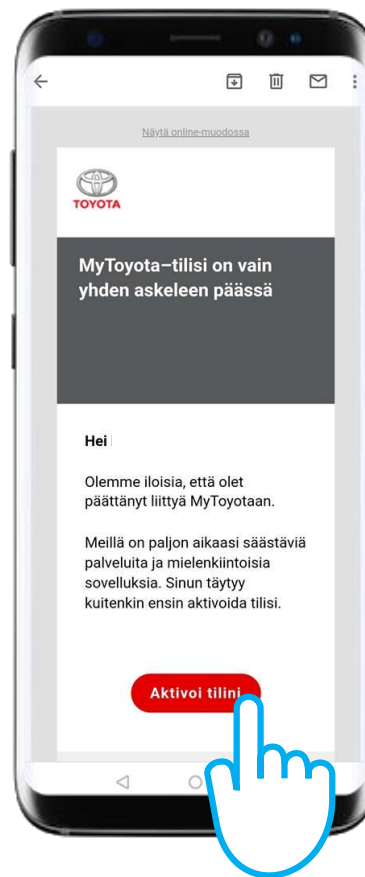 Näytä online-muodossa
TOYOTA
MyToyota–tilisi on vain
yhden askeleen päässä
Hei
Olemme iloisia, että olet
päättänyt liittyä MyToyotaan.
Meillä on paljon aikaasi säästäviä
palveluita ja mielenkiintoisia
sovelluksia. Sinun täytyy
kuitenkin ensin aktivoida tilisi.
Aktivoi tilini